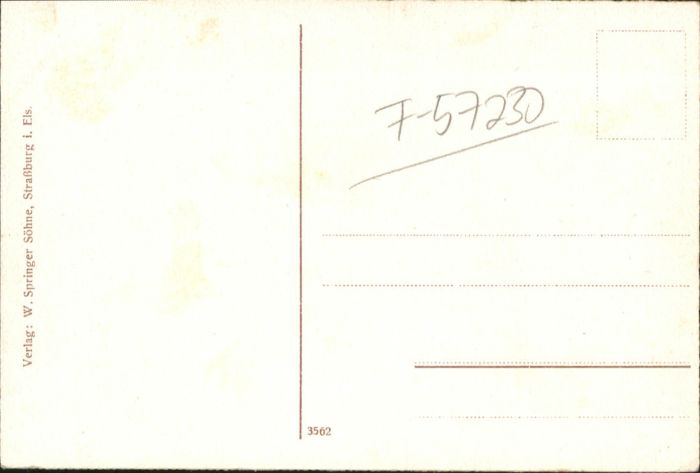 Verlag: W. Springer Söhne, Straßburg i. Els.
F-57230
3562